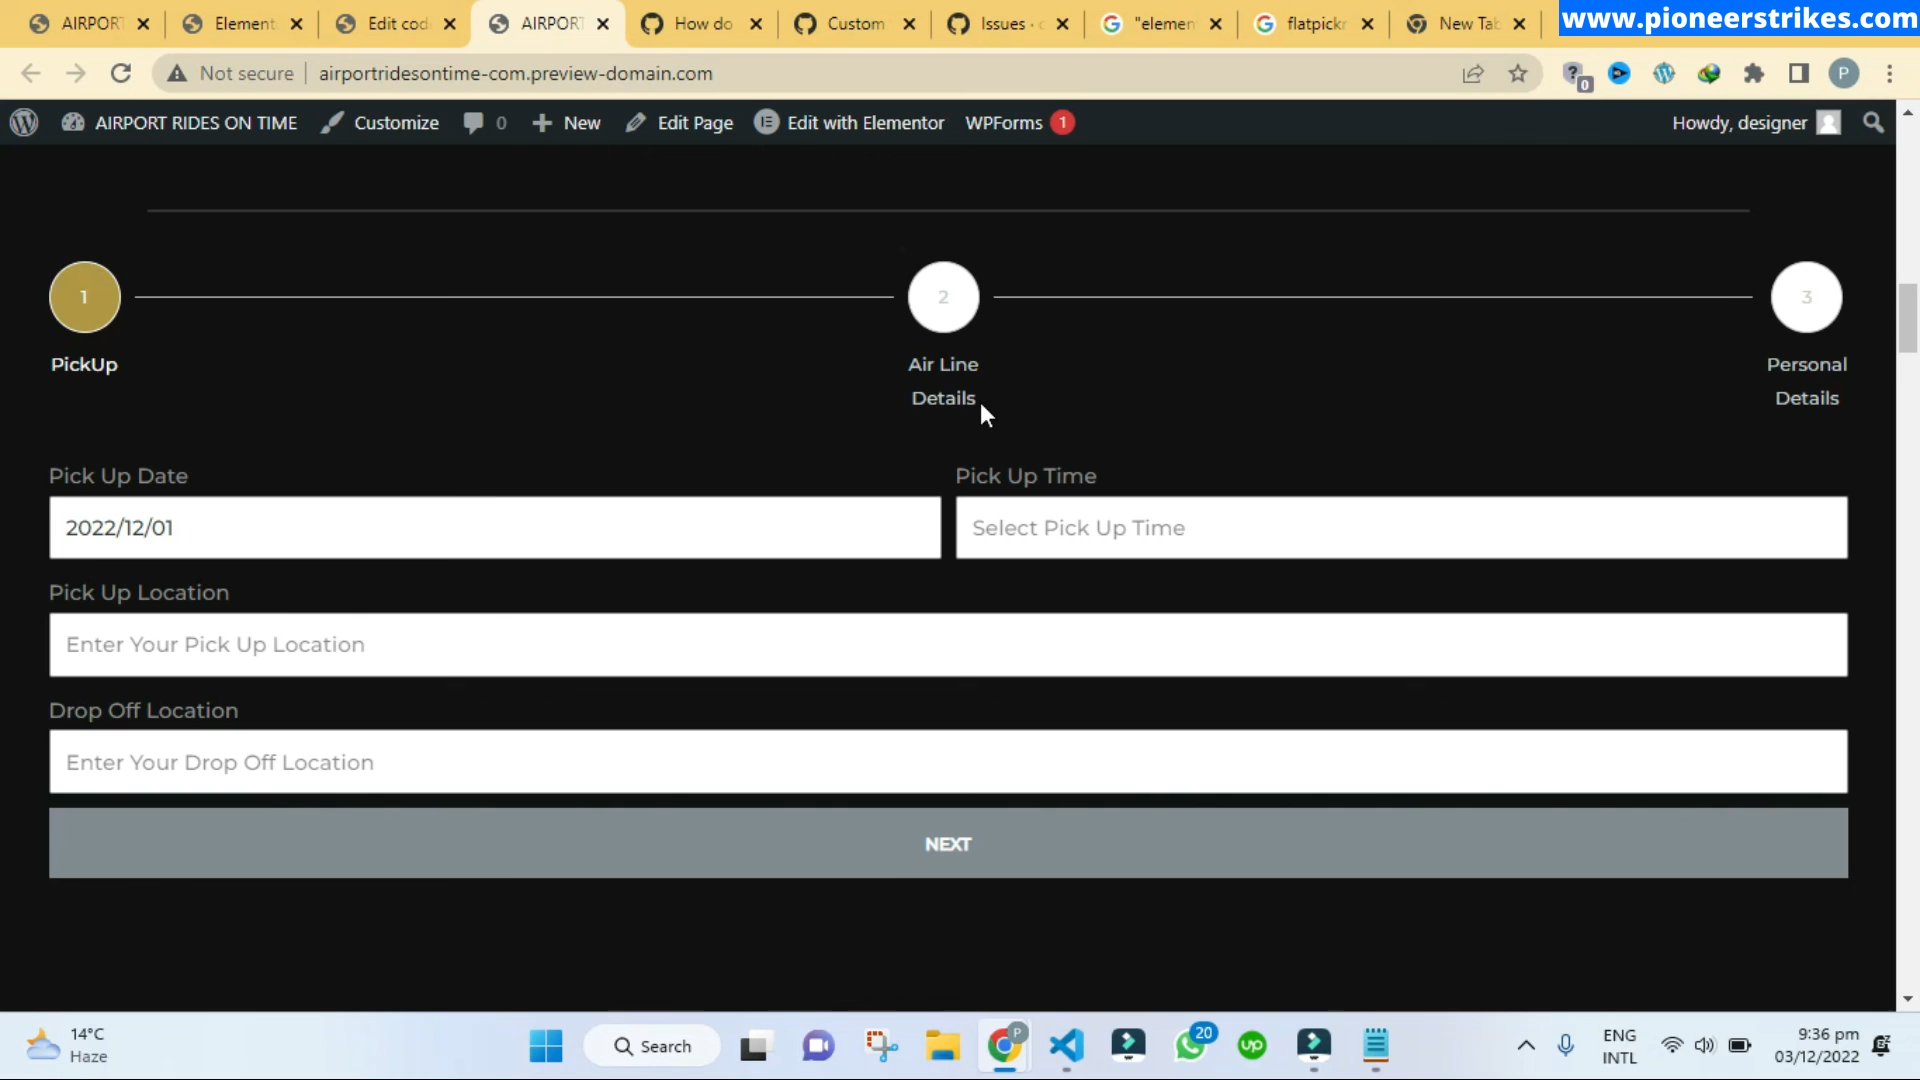 AIRPORT
Element
Edit cod
AIRPORT
How do
Custom
Issues ·
"elemen
flatpickr
New Tab
www.pioneerstrikes.com
Not secure
airportridesontime-com.preview-domain.com
0
P
AIRPORT RIDES ON TIME
Customize
0
New
Edit Page
Edit with Elementor
WPForms 1
Howdy, designer
1
2
3
PickUp
Air Line
Details
Personal
Details
Pick Up Date
Pick Up Time
2022/12/01
Select Pick Up Time
Pick Up Location
Enter Your Pick Up Location
Drop Off Location
Enter Your Drop Off Location
NEXT
14°C
Haze
Search
P
20
up
ENG
INTL
9:36 pm
03/12/2022